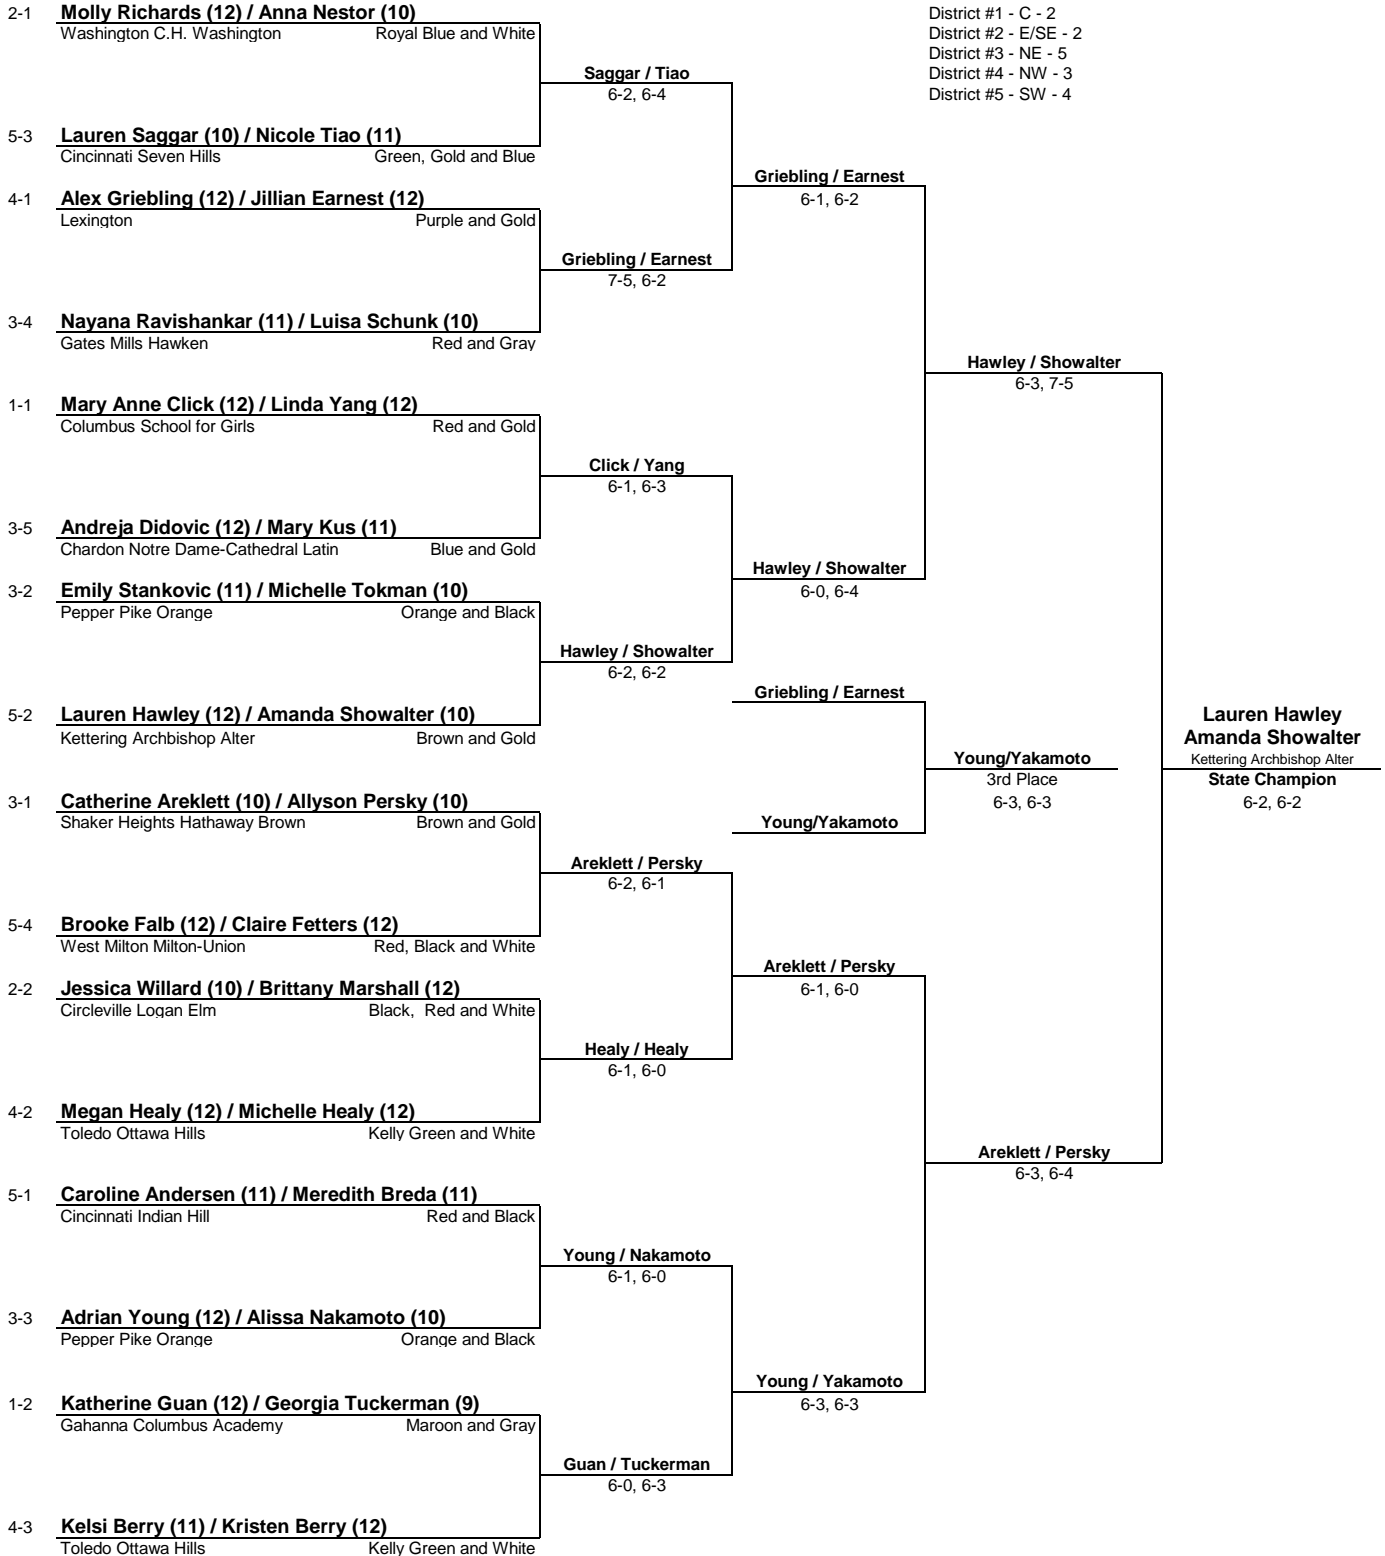 2-1 Molly Richards (12) / Anna Nestor (10)
Washington C.H. Washington Royal Blue and White
District #1 - C - 2
District #2 - E/SE - 2
District #3 - NE - 5
District #4 - NW - 3
District #5 - SW - 4
Saggar / Tiao
6-2, 6-4
5-3 Lauren Saggar (10) / Nicole Tiao (11)
Cincinnati Seven Hills Green, Gold and Blue
Griebling / Earnest
6-1, 6-2
4-1 Alex Griebling (12) / Jillian Earnest (12)
Lexington Purple and Gold
Griebling / Earnest
7-5, 6-2
3-4 Nayana Ravishankar (11) / Luisa Schunk (10)
Gates Mills Hawken Red and Gray
Hawley / Showalter
6-3, 7-5
1-1 Mary Anne Click (12) / Linda Yang (12)
Columbus School for Girls Red and Gold
Click / Yang
6-1, 6-3
3-5 Andreja Didovic (12) / Mary Kus (11)
Chardon Notre Dame-Cathedral Latin Blue and Gold
Hawley / Showalter
6-0, 6-4
3-2 Emily Stankovic (11) / Michelle Tokman (10)
Pepper Pike Orange Orange and Black
Hawley / Showalter
6-2, 6-2
Griebling / Earnest
5-2 Lauren Hawley (12) / Amanda Showalter (10)
Kettering Archbishop Alter Brown and Gold
Lauren Hawley
Amanda Showalter
Kettering Archbishop Alter
State Champion
6-2, 6-2
Young/Yakamoto
3rd Place
6-3, 6-3
3-1 Catherine Areklett (10) / Allyson Persky (10)
Shaker Heights Hathaway Brown Brown and Gold
Young/Yakamoto
Areklett / Persky
6-2, 6-1
5-4 Brooke Falb (12) / Claire Fetters (12)
West Milton Milton-Union Red, Black and White
Areklett / Persky
6-1, 6-0
2-2 Jessica Willard (10) / Brittany Marshall (12)
Circleville Logan Elm Black, Red and White
Healy / Healy
6-1, 6-0
4-2 Megan Healy (12) / Michelle Healy (12)
Toledo Ottawa Hills Kelly Green and White
Areklett / Persky
6-3, 6-4
5-1 Caroline Andersen (11) / Meredith Breda (11)
Cincinnati Indian Hill Red and Black
Young / Nakamoto
6-1, 6-0
3-3 Adrian Young (12) / Alissa Nakamoto (10)
Pepper Pike Orange Orange and Black
Young / Yakamoto
6-3, 6-3
1-2 Katherine Guan (12) / Georgia Tuckerman (9)
Gahanna Columbus Academy Maroon and Gray
Guan / Tuckerman
6-0, 6-3
4-3 Kelsi Berry (11) / Kristen Berry (12)
Toledo Ottawa Hills Kelly Green and White